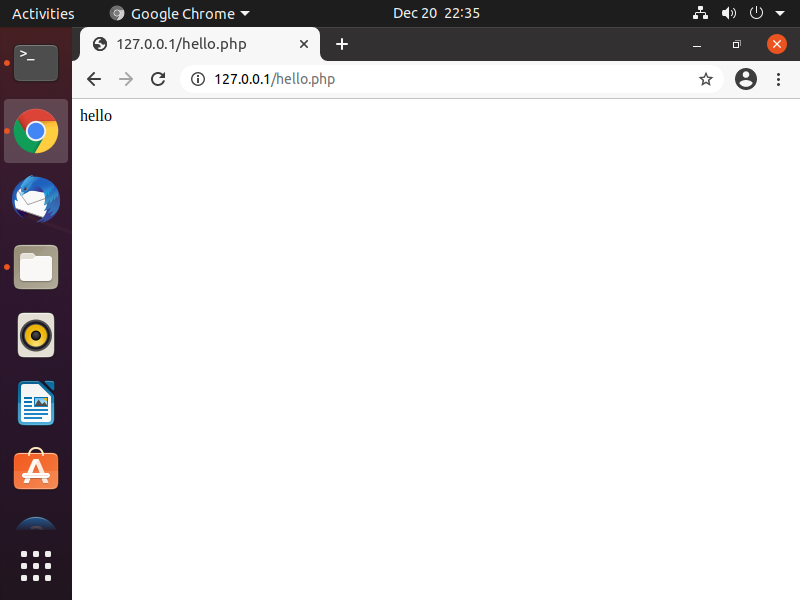 Activities
Google Chrome
Dec 20 22:35
127.0.0.1/hello.php
127.0.0.1/hello.php
hello
>_